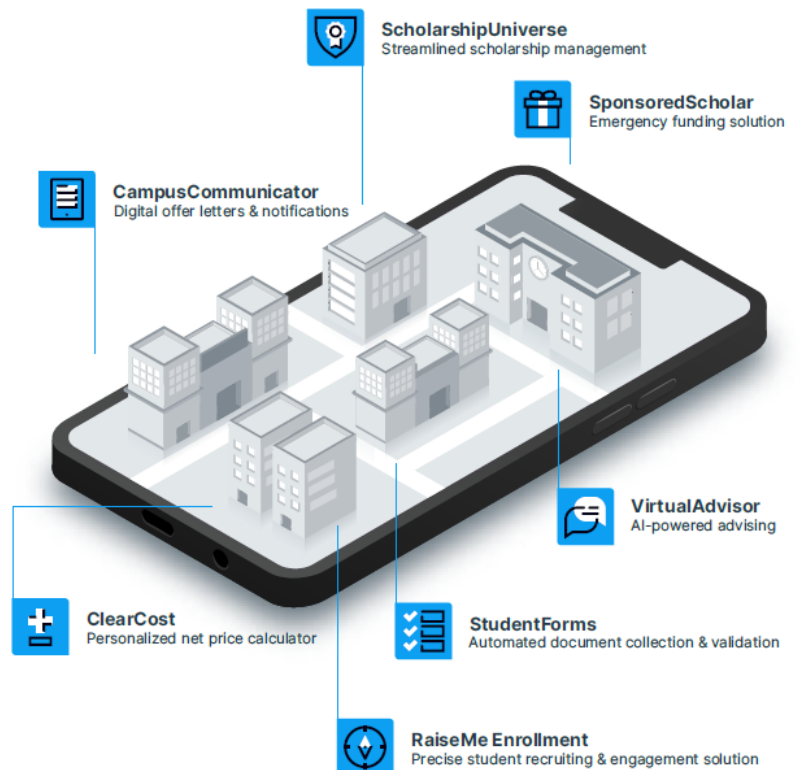 ScholarshipUniverse
Streamlined scholarship management
SponsoredScholar
Emergency funding solution
CampusCommunicator
Digital offer letters & notifications
VirtualAdvisor
AI-powered advising
ClearCost
Personalized net price calculator
StudentForms
Automated document collection & validation
RaiseMe Enrollment
Precise student recruiting & engagement solution